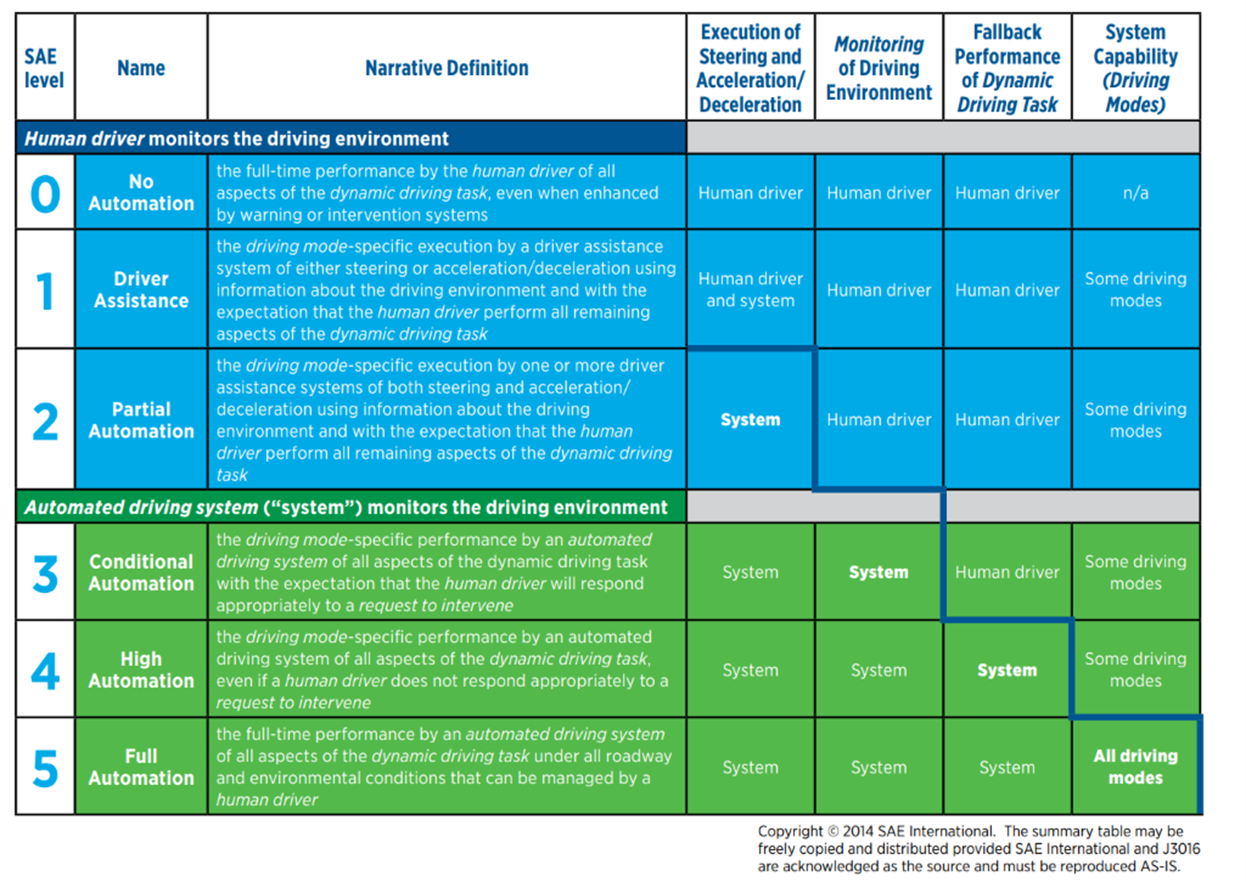 SAE level
Name
Narrative Definition
Execution of Steering and Acceleration/ Deceleration
Monitoring of Driving Environment
Fallback Performance of Dynamic Driving Task
System Capability (Driving Modes)
Human driver monitors the driving environment
0
No Automation
the full-time performance by the human driver of all
aspects of the dynamic driving task, even when enhanced
by warning or intervention systems
Human driver
Human driver
Human driver
n/a
1
Driver Assistance
the driving mode-specific execution by a driver assistance
system of either steering or acceleration/deceleration using
information about the driving environment and with the
expectation that the human driver perform all remaining
aspects of the dynamic driving task
Human driver and system
Human driver
Human driver
Some driving modes
2
Partial Automation
the driving mode-specific execution by one or more driver
assistance systems of both steering and acceleration/
deceleration using information about the driving
environment and with the expectation that the human
driver perform all remaining aspects of the dynamic driving
task
System
Human driver
Human driver
Some driving modes
Automated driving system (“system”) monitors the driving environment
3
Conditional Automation
the driving mode-specific performance by an automated
driving system of all aspects of the dynamic driving task
with the expectation that the human driver will respond
appropriately to a request to intervene
System
System
Human driver
Some driving modes
4
High Automation
the driving mode-specific performance by an automated
driving system of all aspects of the dynamic driving task,
even if a human driver does not respond appropriately to a
request to intervene
System
System
System
Some driving modes
5
Full Automation
the full-time performance by an automated driving system
of all aspects of the dynamic driving task under all roadway
and environmental conditions that can be managed by a
human driver
System
System
System
All driving modes
Copyright © 2014 SAE International. The summary table may be
freely copied and distributed provided SAE International and J3016
are acknowledged as the source and must be reproduced AS-IS.